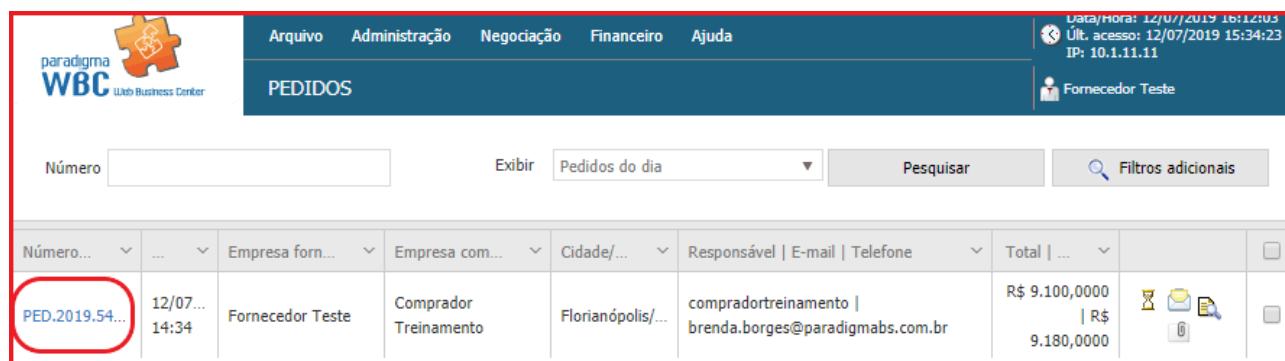 Data/Hora: 12/07/2019 16:12:03
Arquivo Administração Negociação Financeiro Ajuda
Últ. acesso: 12/07/2019 15:34:23
IP: 10.1.11.11
paradigma
WBC Web Business Center
PEDIDOS
Fornecedor Teste
Número
Exibir
Pedidos do dia
Pesquisar
Filtros adicionais
Número... ... Empresa forn... Empresa com... Cidade/... Responsável | E-mail | Telefone Total | ...
PED.2019.54...
12/07...
14:34
Fornecedor Teste
Comprador
Treinamento
Florianópolis/...
compradortreinamento |
brenda.borges@paradigmabs.com.br
R$ 9.100,0000
| R$
9.180,0000